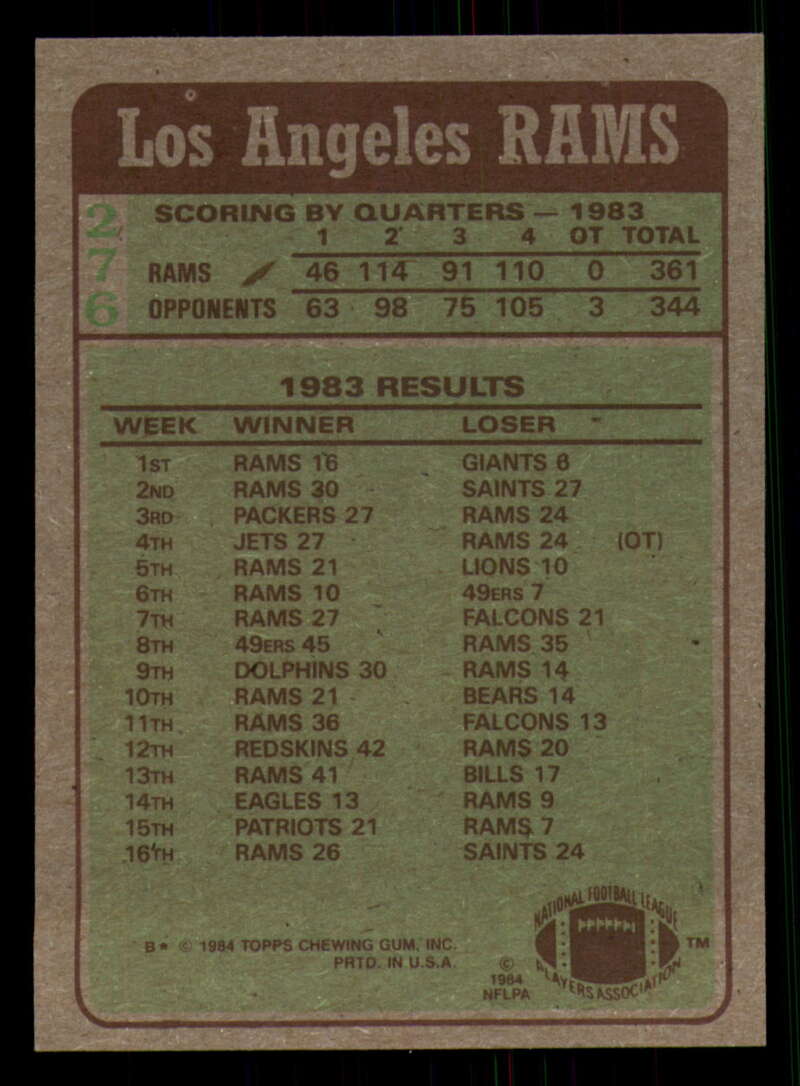 Los Angeles RAMS
276
SCORING BY QUARTERS — 1983
1 2 3 4 OT TOTAL
RAMS 46 114 91 110 0 361
OPPONENTS 63 98 75 105 3 344
1983 RESULTS
WEEK WINNER LOSER
1ST RAMS 16 GIANTS 6
2ND RAMS 30 SAINTS 27
3RD PACKERS 27 RAMS 24
4TH JETS 27 RAMS 24 (OT)
5TH RAMS 21 LIONS 10
6TH RAMS 10 49ERS 7
7TH RAMS 27 FALCONS 21
8TH 49ERS 45 RAMS 35
9TH DOLPHINS 30 RAMS 14
10TH RAMS 21 BEARS 14
11TH RAMS 36 FALCONS 13
12TH REDSKINS 42 RAMS 20
13TH RAMS 41 BILLS 17
14TH EAGLES 13 RAMS 9
15TH PATRIOTS 21 RAMS 7
16TH RAMS 26 SAINTS 24
B* © 1984 TOPPS CHEWING GUM, INC.
PRTD. IN U.S.A.
©
1984
NFLPA
NATIONAL FOOTBALL LEAGUE
PLAYERS ASSOCIATION
TM